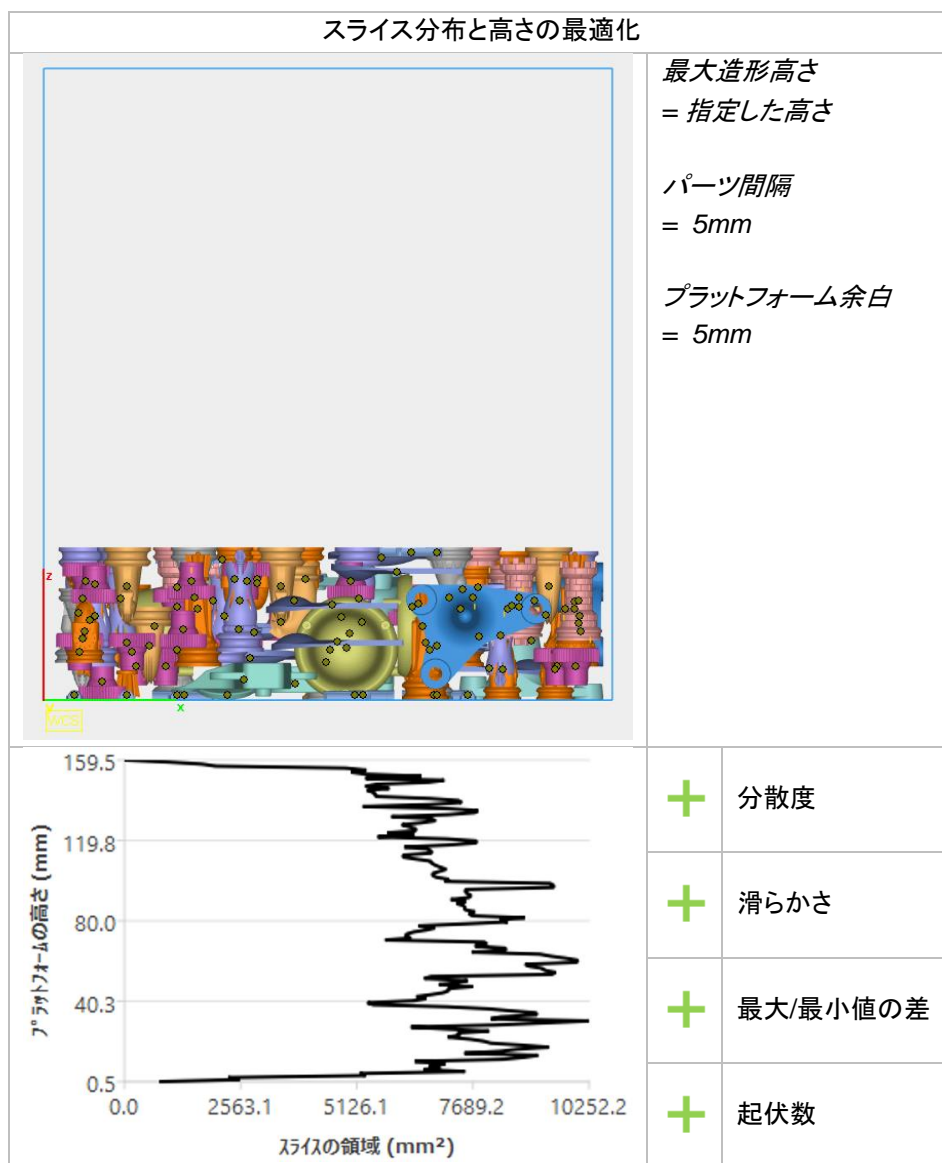 スライス分布と高さの最適化
最大造形高さ
= 指定した高さ
パーツ間隔
= 5mm
プラットフォーム余白
= 5mm
z
Y
x
WCS
159.5
119.8
80.0
40.3
0.5
プラットフォームの高さ (mm)
0.0
2563.1
5126.1
7689.2
10252.2
スライスの領域 (mm²)
分散度
滑らかさ
最大/最小値の差
起伏数